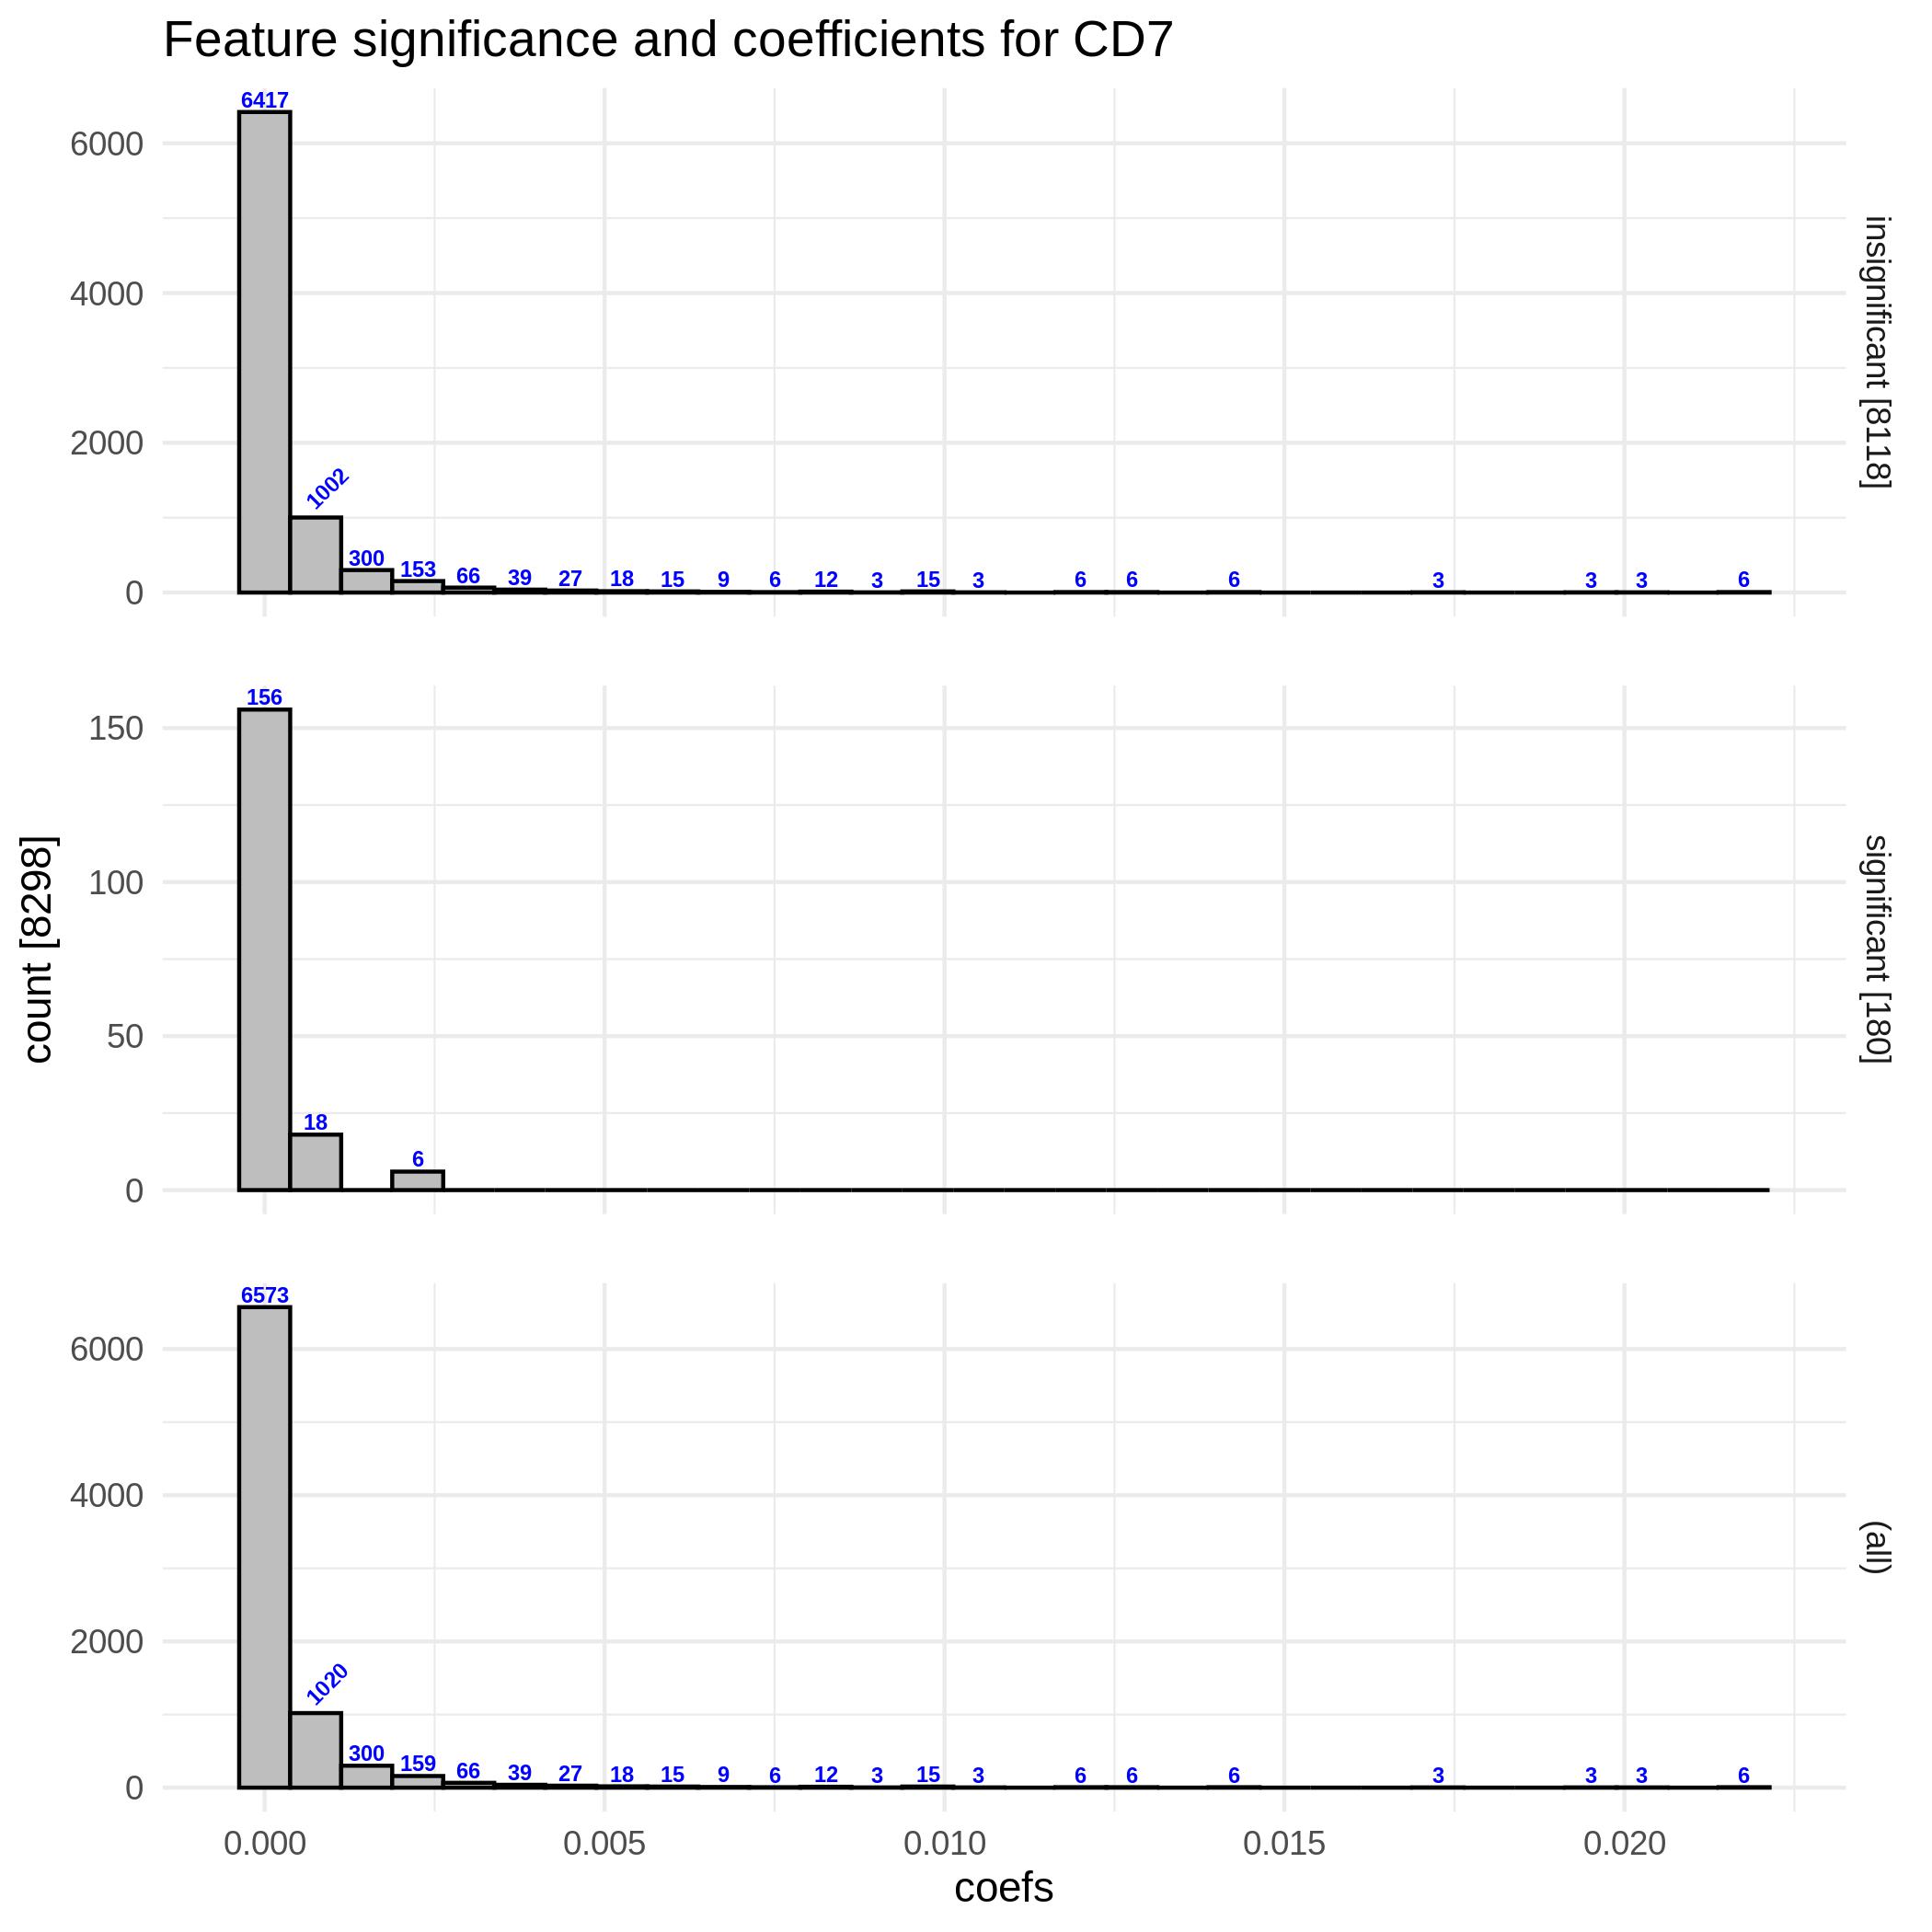 Feature significance and coefficients for CD7
6417
6000
4000
2000
0
1002
300 153 66 39 27 18 15 9 6 12 3 15 3 6 6 6 3 3 3 6
insignificant [8118]
156
150
100
50
0
18
6
significant [180]
count [8298]
6573
6000
4000
2000
0
1020
300 159 66 39 27 18 15 9 6 12 3 15 3 6 6 6 3 3 3 6
(all)
0.000 0.005 0.010 0.015 0.020
coefs